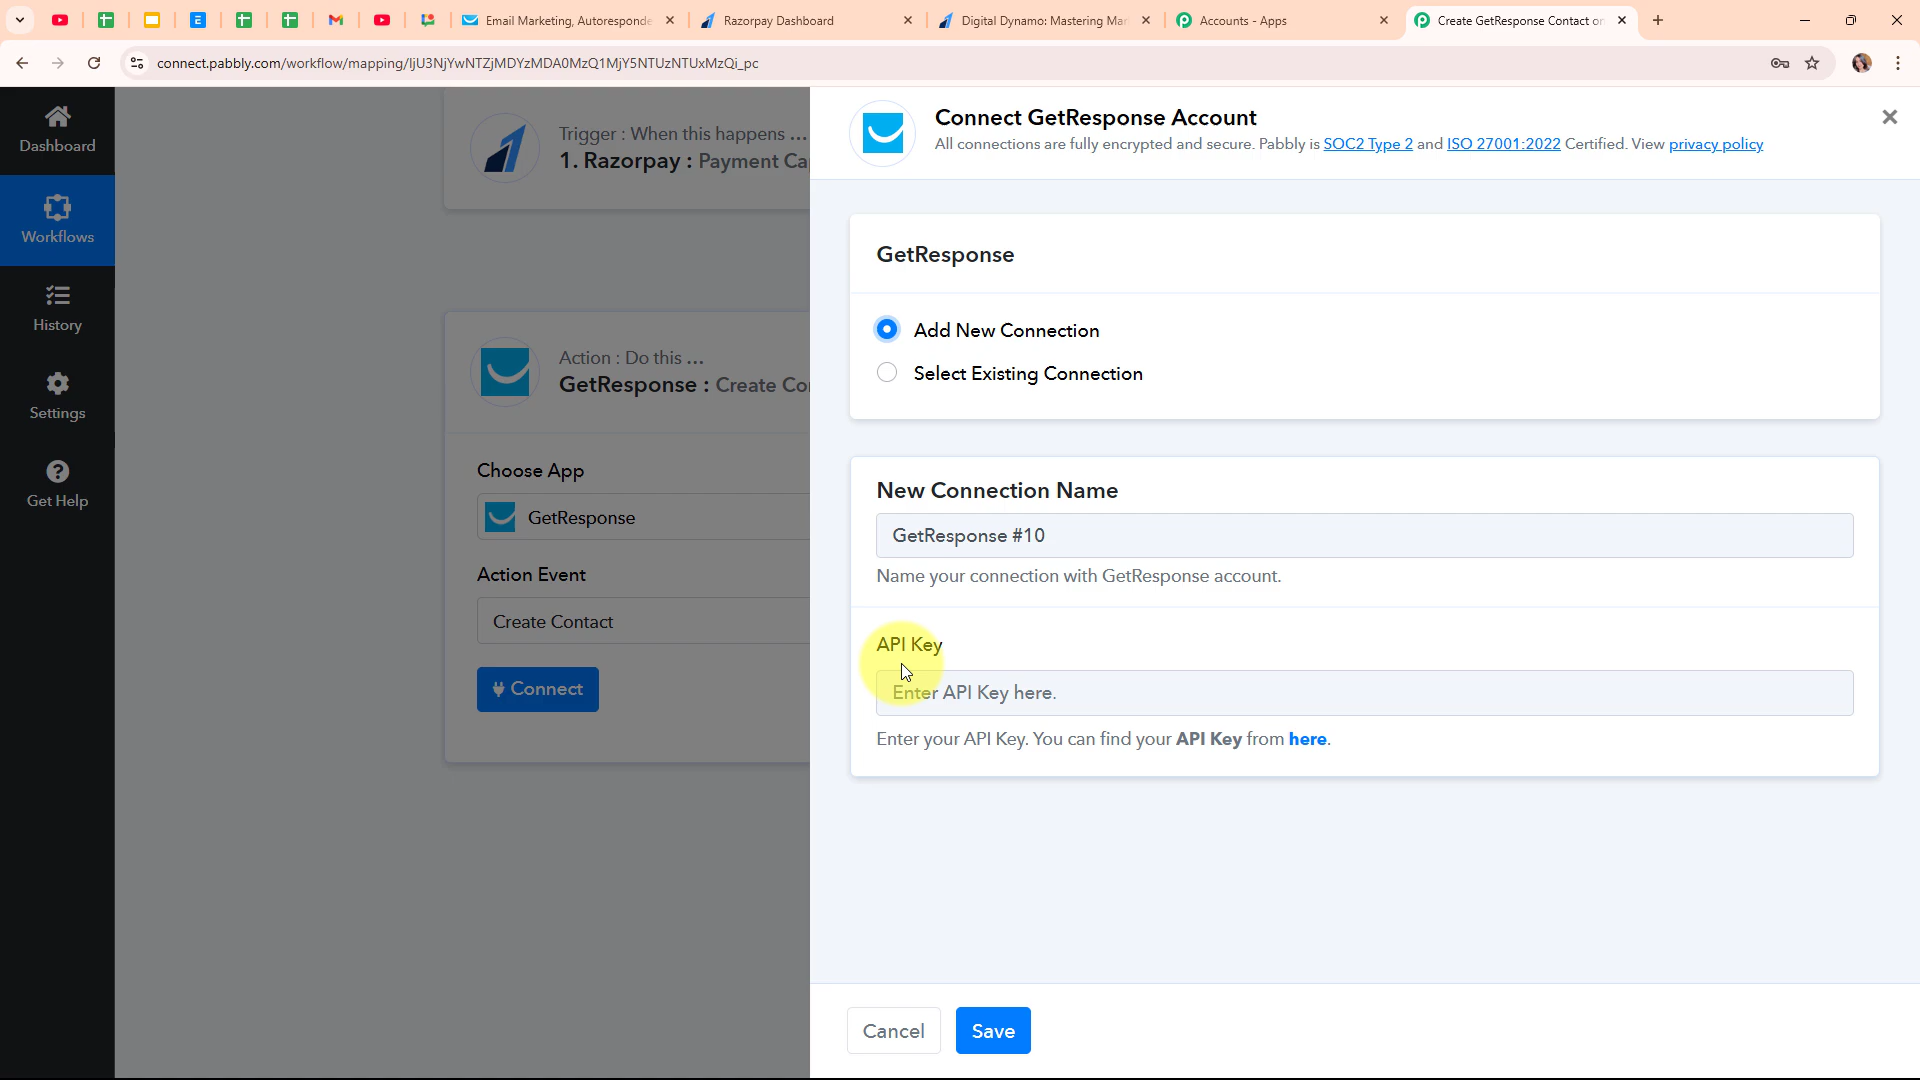 Email Marketing, Autoresponde
Razorpay Dashboard
Digital Dynamo: Mastering Mar
Accounts - Apps
Create GetResponse Contact on
connect.pabbly.com/workflow/mapping/IjU3NjYwNTZjMDYzMDA0MzQ1MjY5NTUzNTUxMzQi_pc
Dashboard
Workflows
History
Settings
Get Help
Trigger : When this happens ...
1. Razorpay : Payment Ca
Action : Do this ...
GetResponse : Create Co
Choose App
GetResponse
Action Event
Create Contact
Connect
Connect GetResponse Account
All connections are fully encrypted and secure. Pabbly is SOC2 Type 2 and ISO 27001:2022 Certified. View privacy policy
GetResponse
Add New Connection
Select Existing Connection
New Connection Name
GetResponse #10
Name your connection with GetResponse account.
API Key
Enter API Key here.
Enter your API Key. You can find your API Key from here.
Cancel
Save